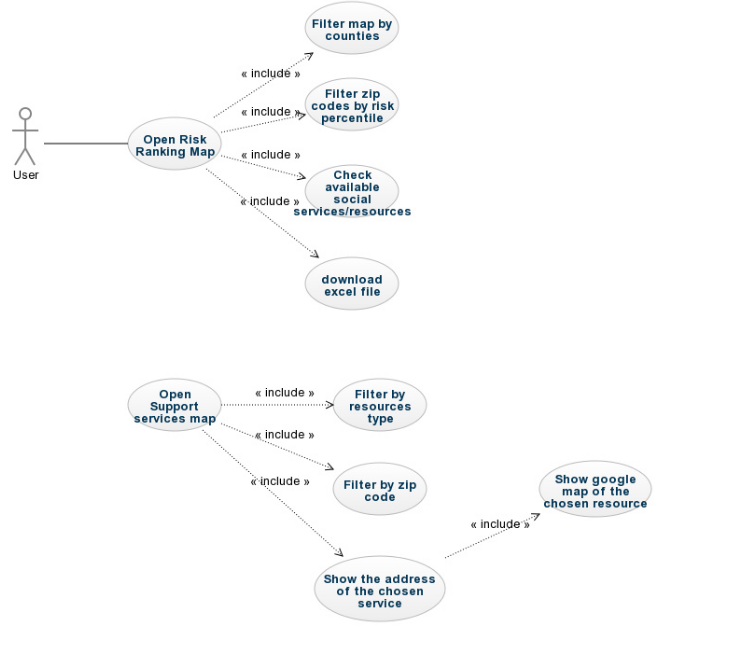 Filter map by
counties
« include »
Filter zip
codes by risk
percentile
« include »
Open Risk
Ranking Map
User
« include »
Check
available
social
services/resources
« include »
download
excel file
Open
Support
services map
« include »
Filter by
resources
type
« include »
Filter by zip
code
« include »
Show google
map of the
chosen resource
« include »
Show the address
of the chosen
service